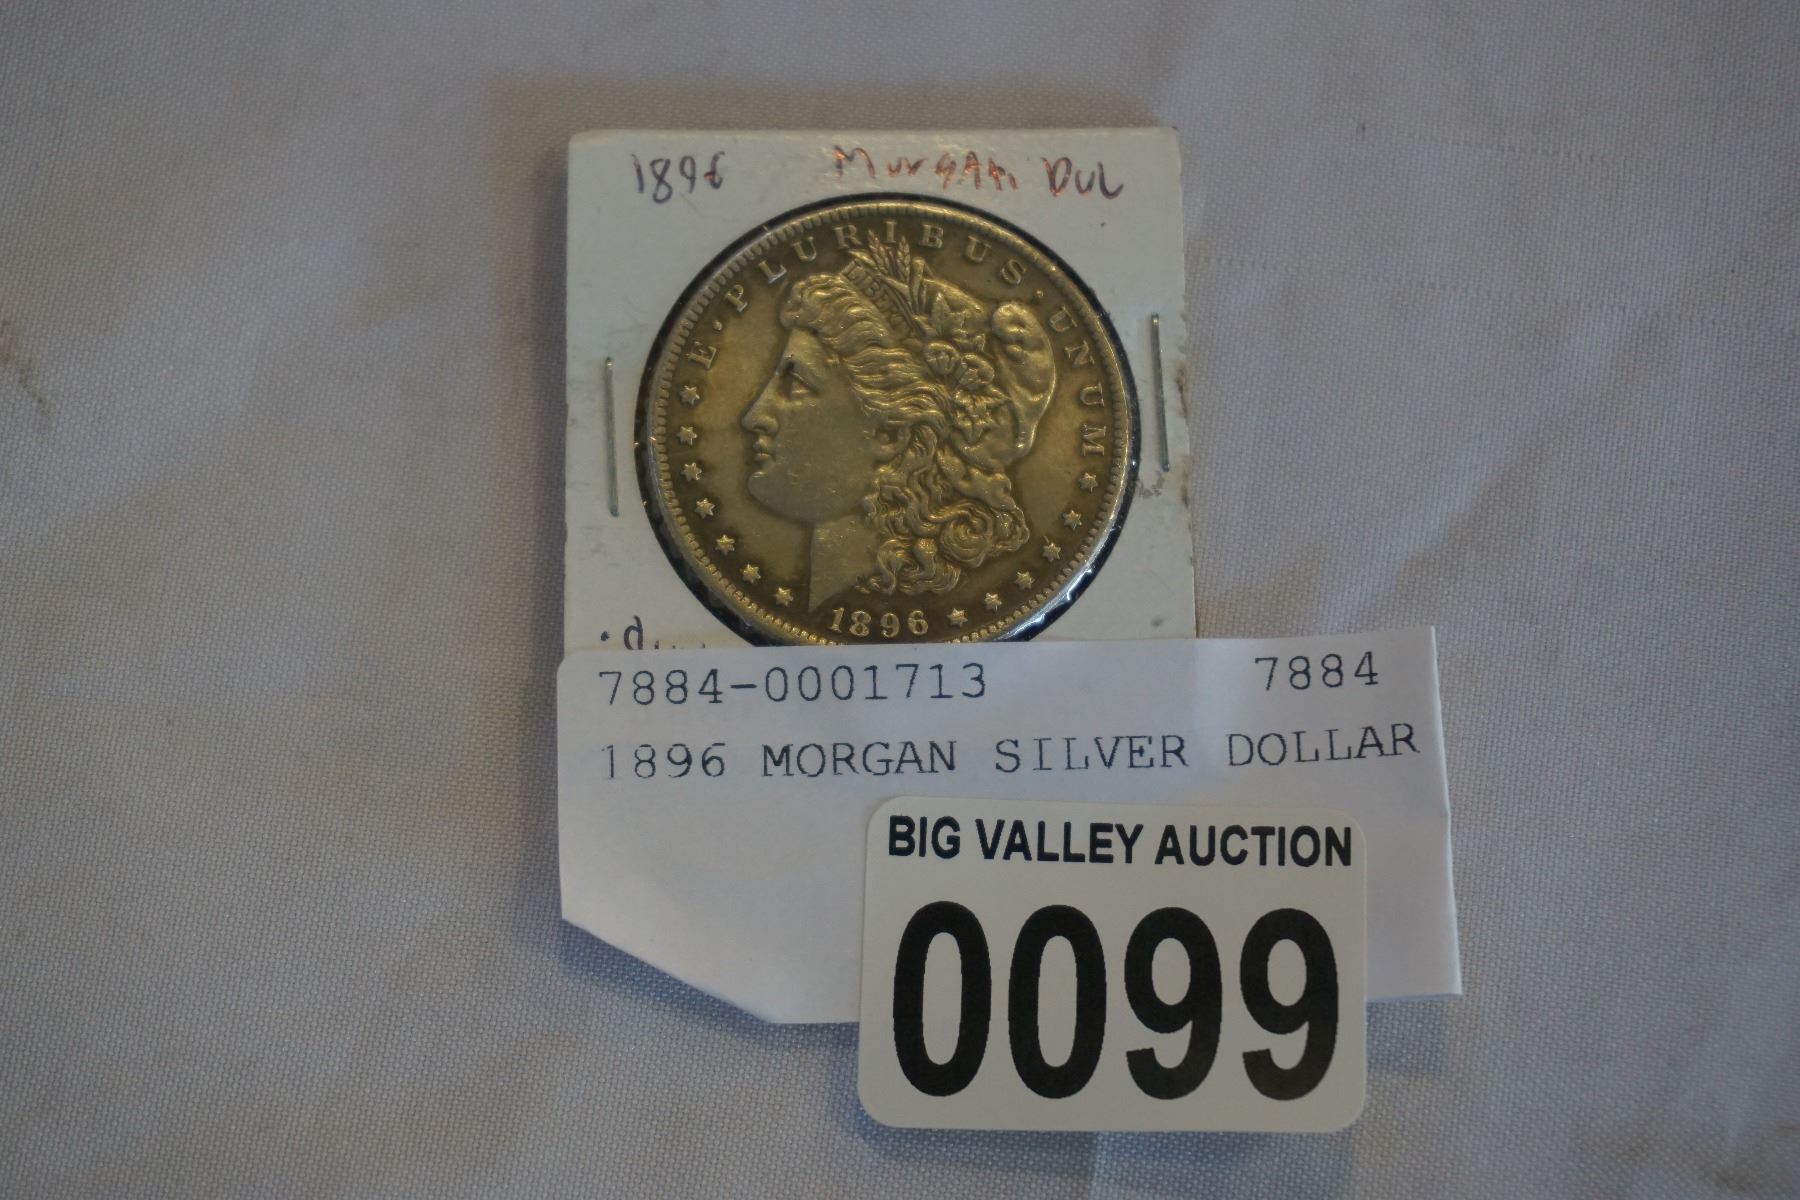 1896 Morgan Dol
E · PLURIBUS · UNUM
LIBERTY
1896
7884-0001713 7884
1896 MORGAN SILVER DOLLAR
BIG VALLEY AUCTION
0099